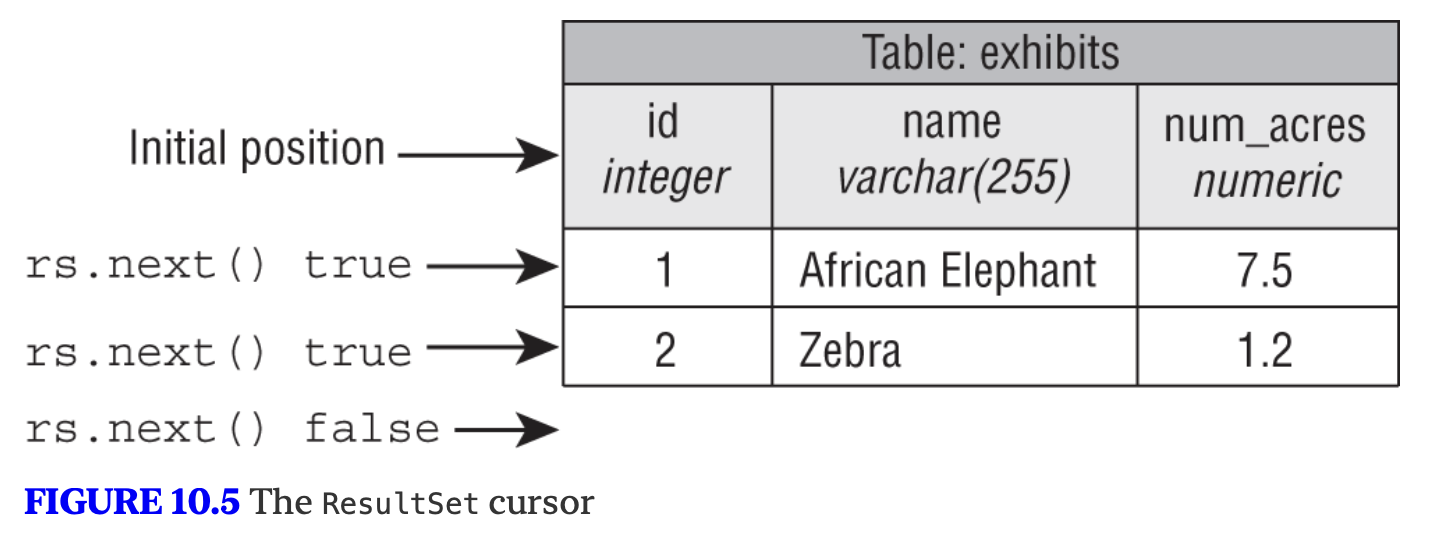 Table: exhibits
Initial position id name num_acres
integer varchar(255) numeric
rs.next() true 1 African Elephant 7.5
rs.next() true 2 Zebra 1.2
rs.next() false
FIGURE 10.5 The ResultSet cursor